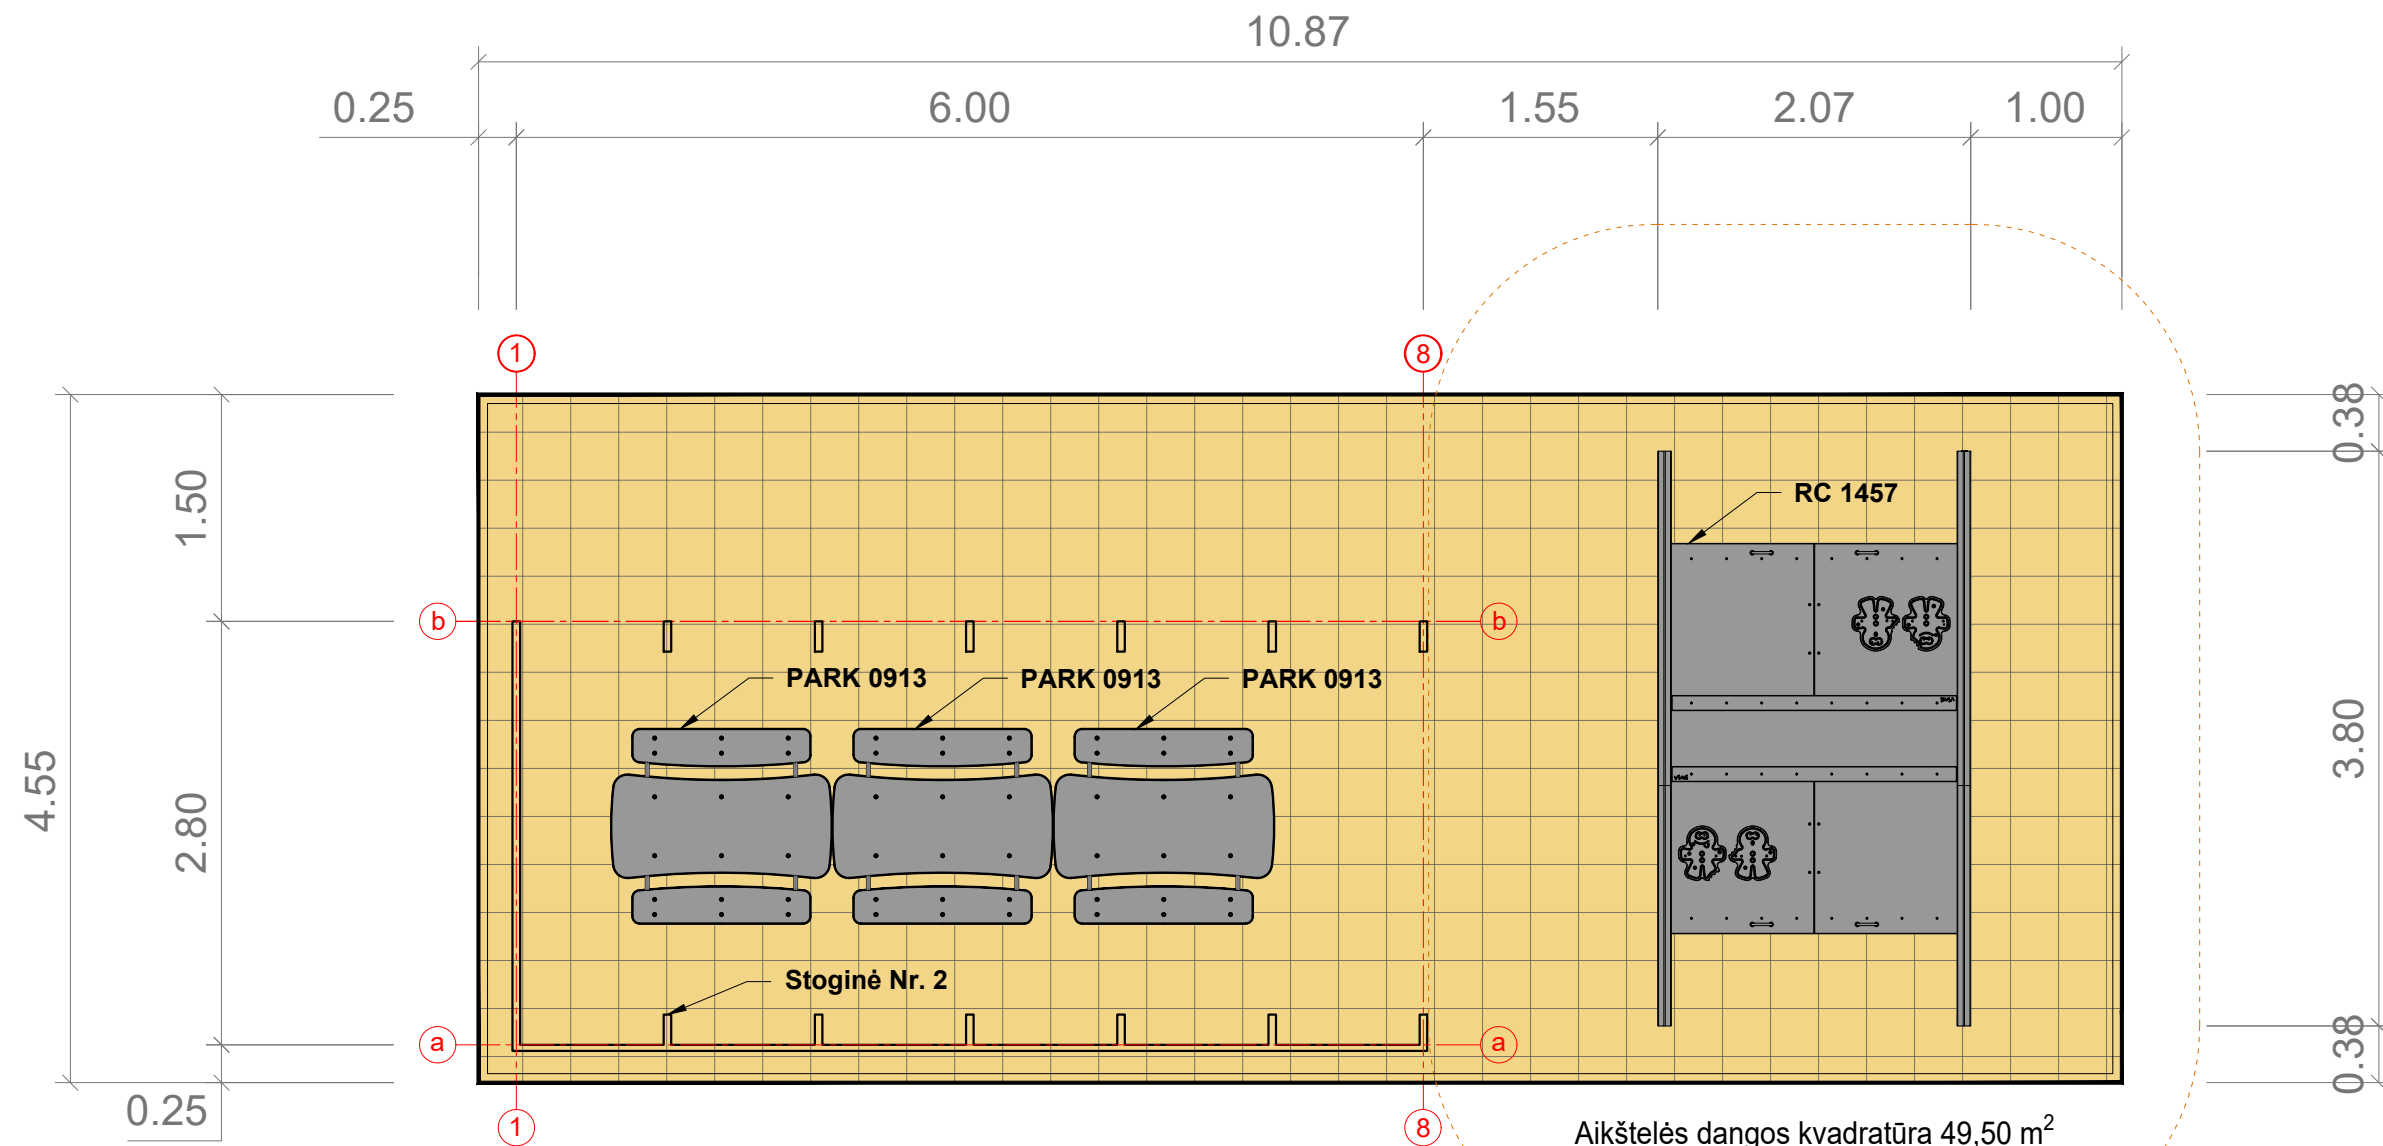 10.87
0.25 6.00 1.55 2.07 1.00
1 8
0.38
1.50
RC 1457
b b
PARK 0913 PARK 0913 PARK 0913
4.55
2.80
3.80
Stoginė Nr. 2
a a
0.38
0.25
1 8
Aikštelės dangos kvadratūra 49,50 m²